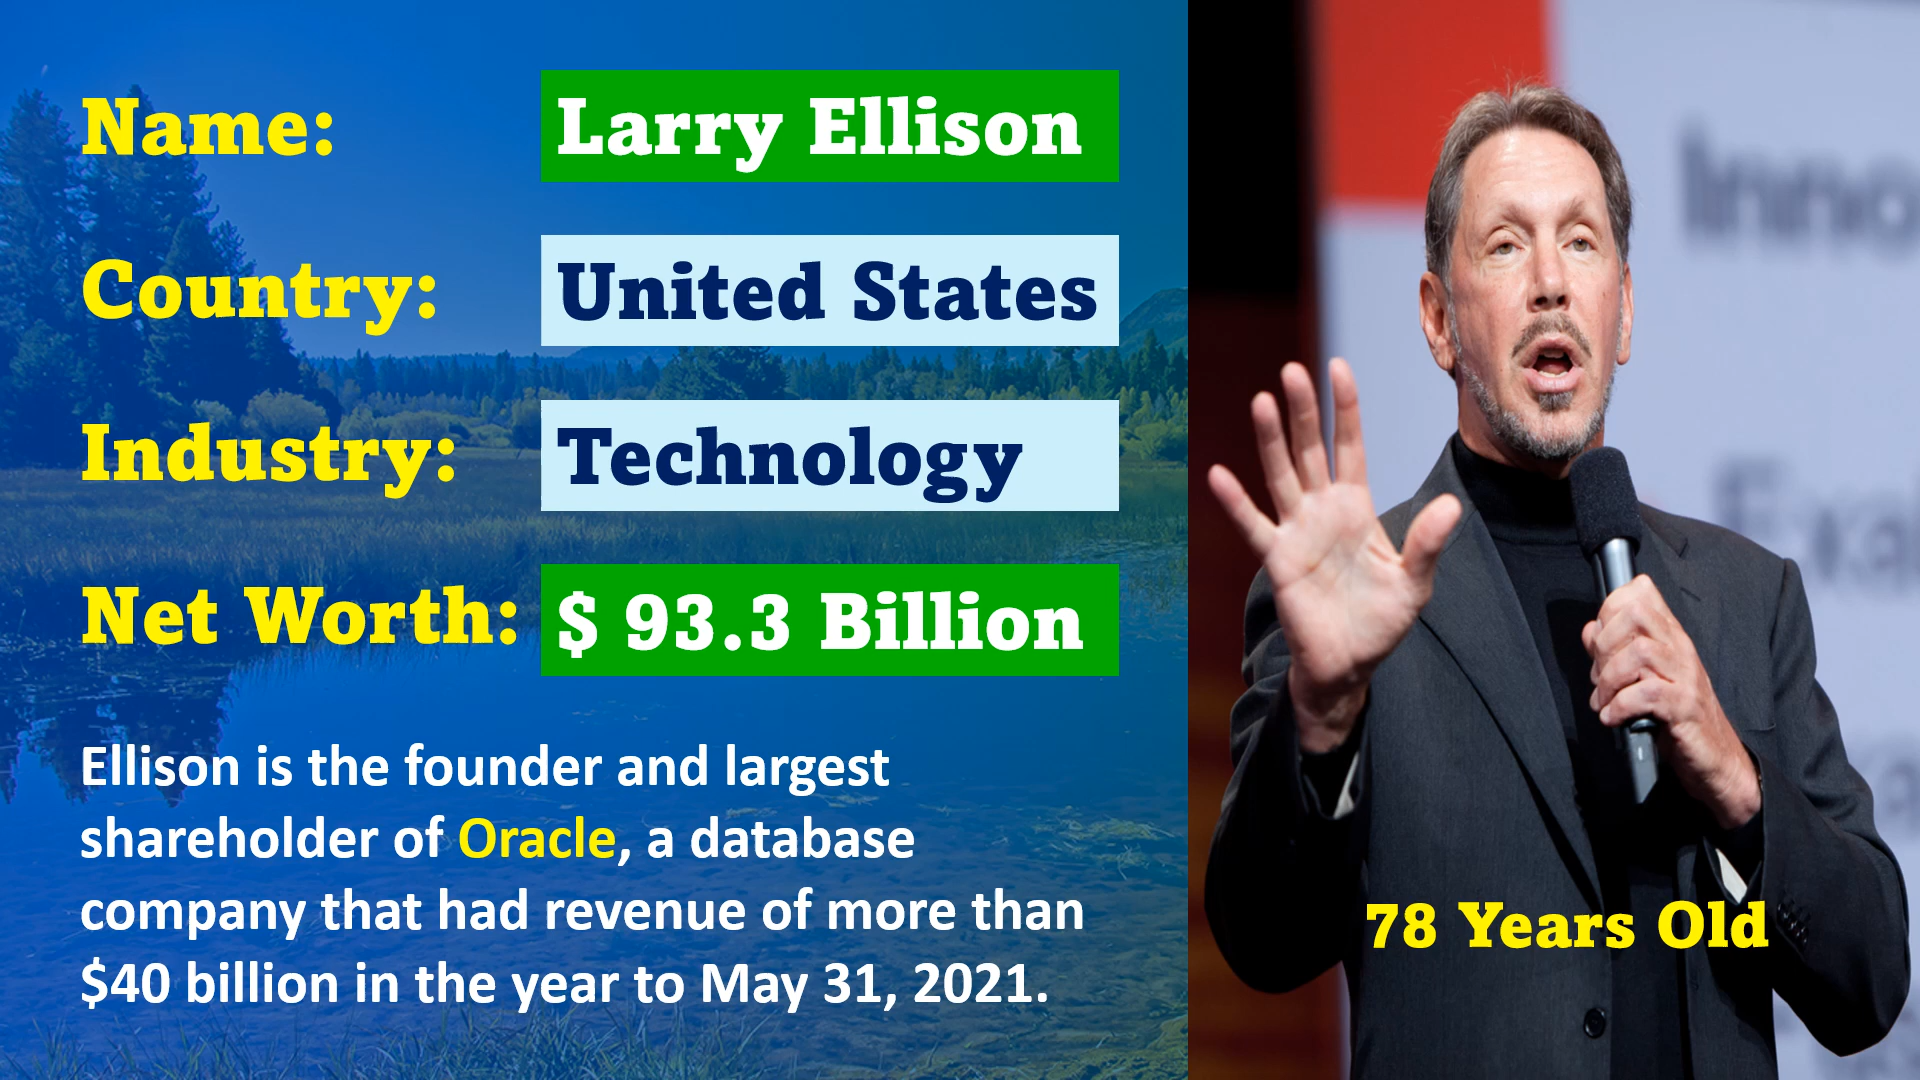 Name: Larry Ellison
Country: United States
Industry: Technology
Net Worth: $ 93.3 Billion
Ellison is the founder and largest
shareholder of Oracle, a database
company that had revenue of more than
$40 billion in the year to May 31, 2021.
Inno
Exa
78 Years Old